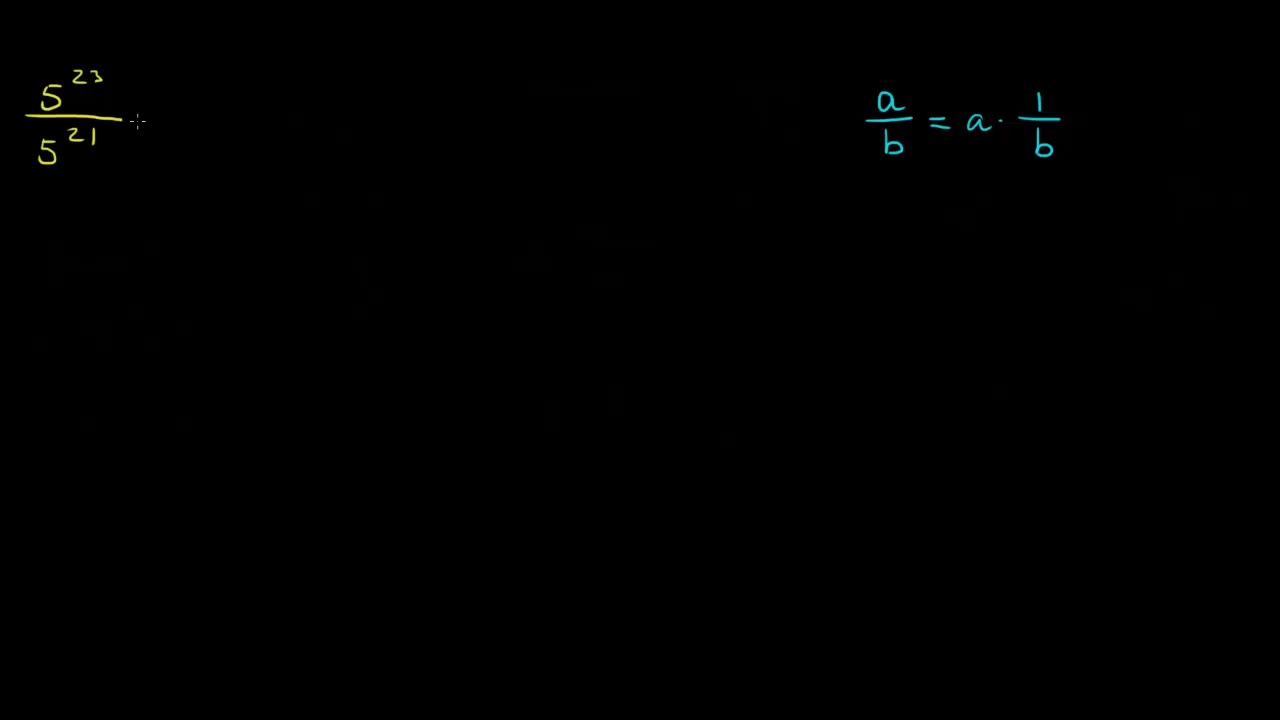 5^23 / 5^21
a/b = a · 1/b